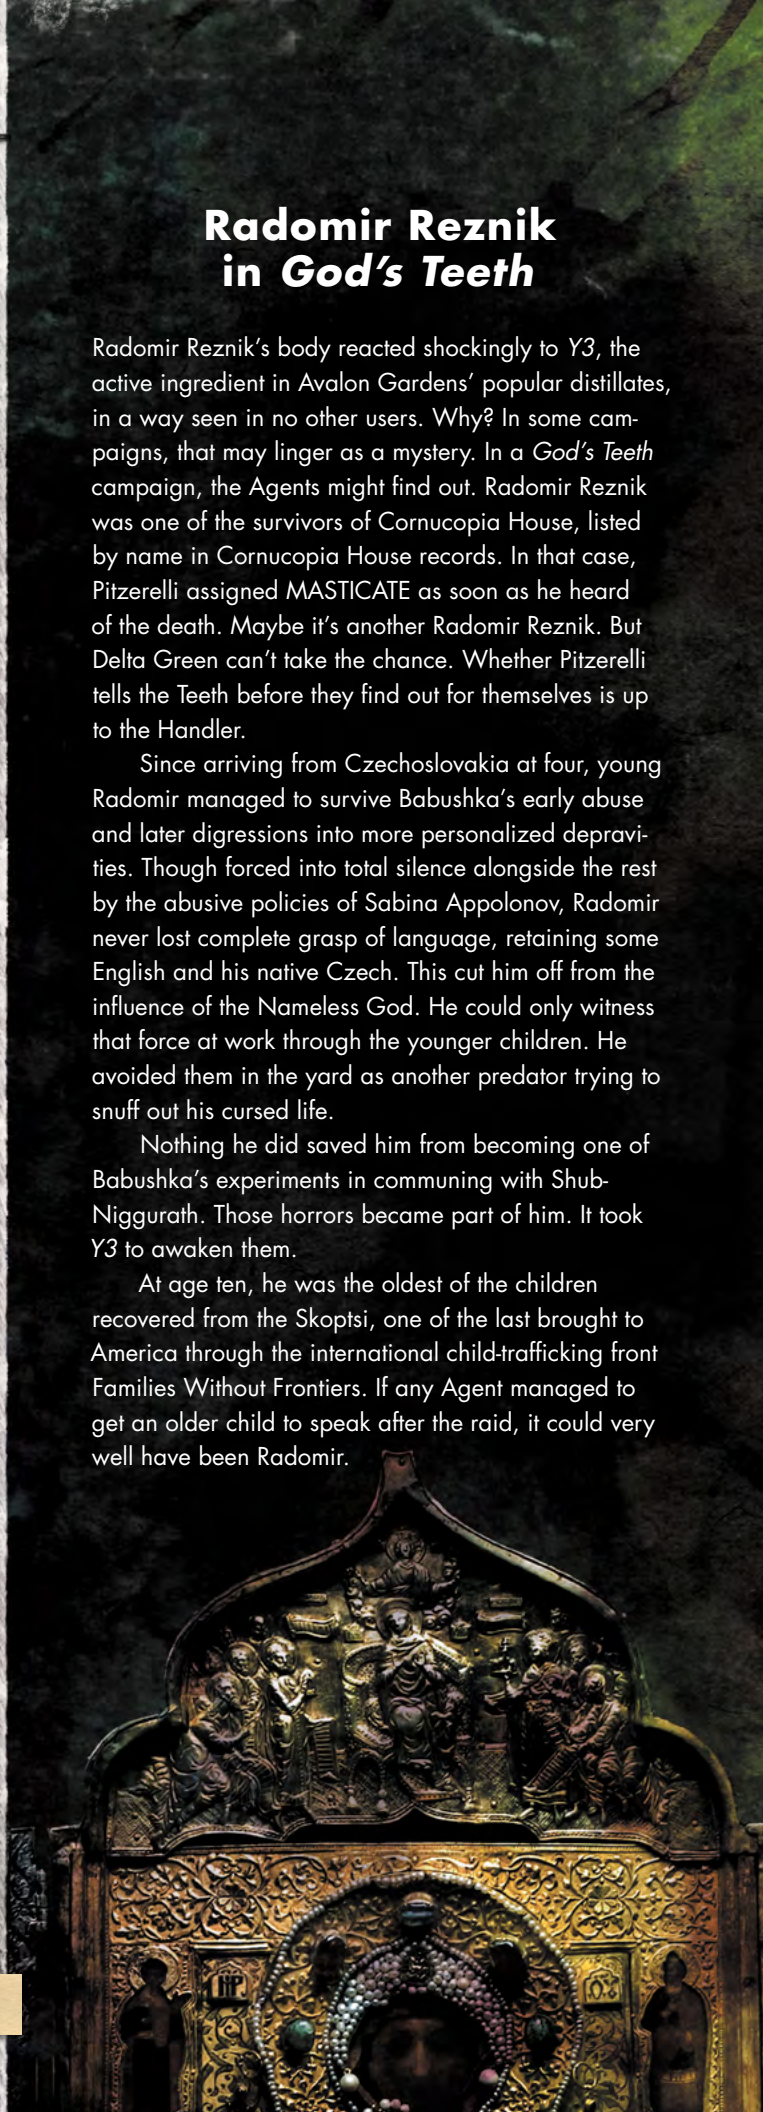 Radomir Reznik
in God's Teeth
Radomir Reznik's body reacted shockingly to Y3, the
active ingredient in Avalon Gardens' popular distillates,
in a way seen in no other users. Why? In some cam-
paigns, that may linger as a mystery. In a God's Teeth
campaign, the Agents might find out. Radomir Reznik
was one of the survivors of Cornucopia House, listed
by name in Cornucopia House records. In that case,
Pitzerelli assigned MASTICATE as soon as he heard
of the death. Maybe it's another Radomir Reznik. But
Delta Green can't take the chance. Whether Pitzerelli
tells the Teeth before they find out for themselves is up
to the Handler.
Since arriving from Czechoslovakia at four, young
Radomir managed to survive Babushka's early abuse
and later digressions into more personalized depravi-
ties. Though forced into total silence alongside the rest
by the abusive policies of Sabina Appolonov, Radomir
never lost complete grasp of language, retaining some
English and his native Czech. This cut him off from the
influence of the Nameless God. He could only witness
that force at work through the younger children. He
avoided them in the yard as another predator trying to
snuff out his cursed life.
Nothing he did saved him from becoming one of
Babushka's experiments in communing with Shub-
Niggurath. Those horrors became part of him. It took
Y3 to awaken them.
At age ten, he was the oldest of the children
recovered from the Skoptsi, one of the last brought to
America through the international child-trafficking front
Families Without Frontiers. If any Agent managed to
get an older child to speak after the raid, it could very
well have been Radomir.